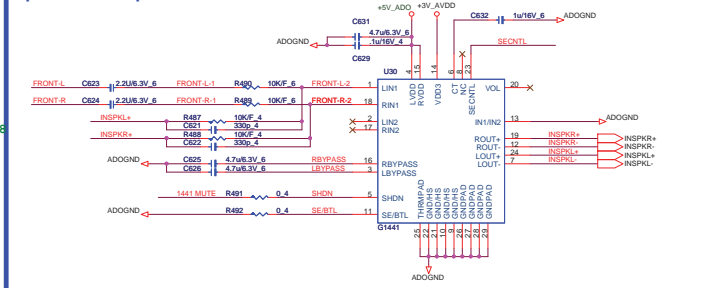 +5V_ADO +3V_AVDD
C631
4.7u/6.3V_6
.1u/16V_4
C629
ADOGND
C632 1u/16V_6 ADOGND
SECNTL
U30
4 15 14 6 8 23
LVDD RVDD VDD3 CT NC SECNTL
FRONT-L C623 2.2U/6.3V_6 FRONT-L-1 R490 10K/F_6 FRONT-L-2 1 LIN1
VOL 20
FRONT-R C624 2.2U/6.3V_6 FRONT-R-1 R489 10K/F_6 FRONT-R-2 18 RIN1
INSPKL+ R487 10K/F_4
C621 330p_4
2 LIN2
17 RIN2
IN1/IN2 13 ADOGND
INSPKR+ R488 10K/F_4
C622 330p_4
ROUT+ 19 INSPKR+ INSPKR+
ROUT- 12 INSPKR- INSPKR-
LOUT+ 24 INSPKL+ INSPKL+
LOUT- 7 INSPKL- INSPKL-
ADOGND C625 4.7u/6.3V_6 RBYPASS 16 RBYPASS
C626 4.7u/6.3V_6 LBYPASS 3 LBYPASS
1441 MUTE R491 0_4 SHDN 5 SHDN
ADOGND R492 0_4 SE/BTL 11 SE/BTL
THRMPAD GND/HS GND/HS GND/HS GND/HS GNDPAD GNDPAD GNDPAD GNDPAD
G1441
25 22 21 10 9 26 27 28 29
ADOGND